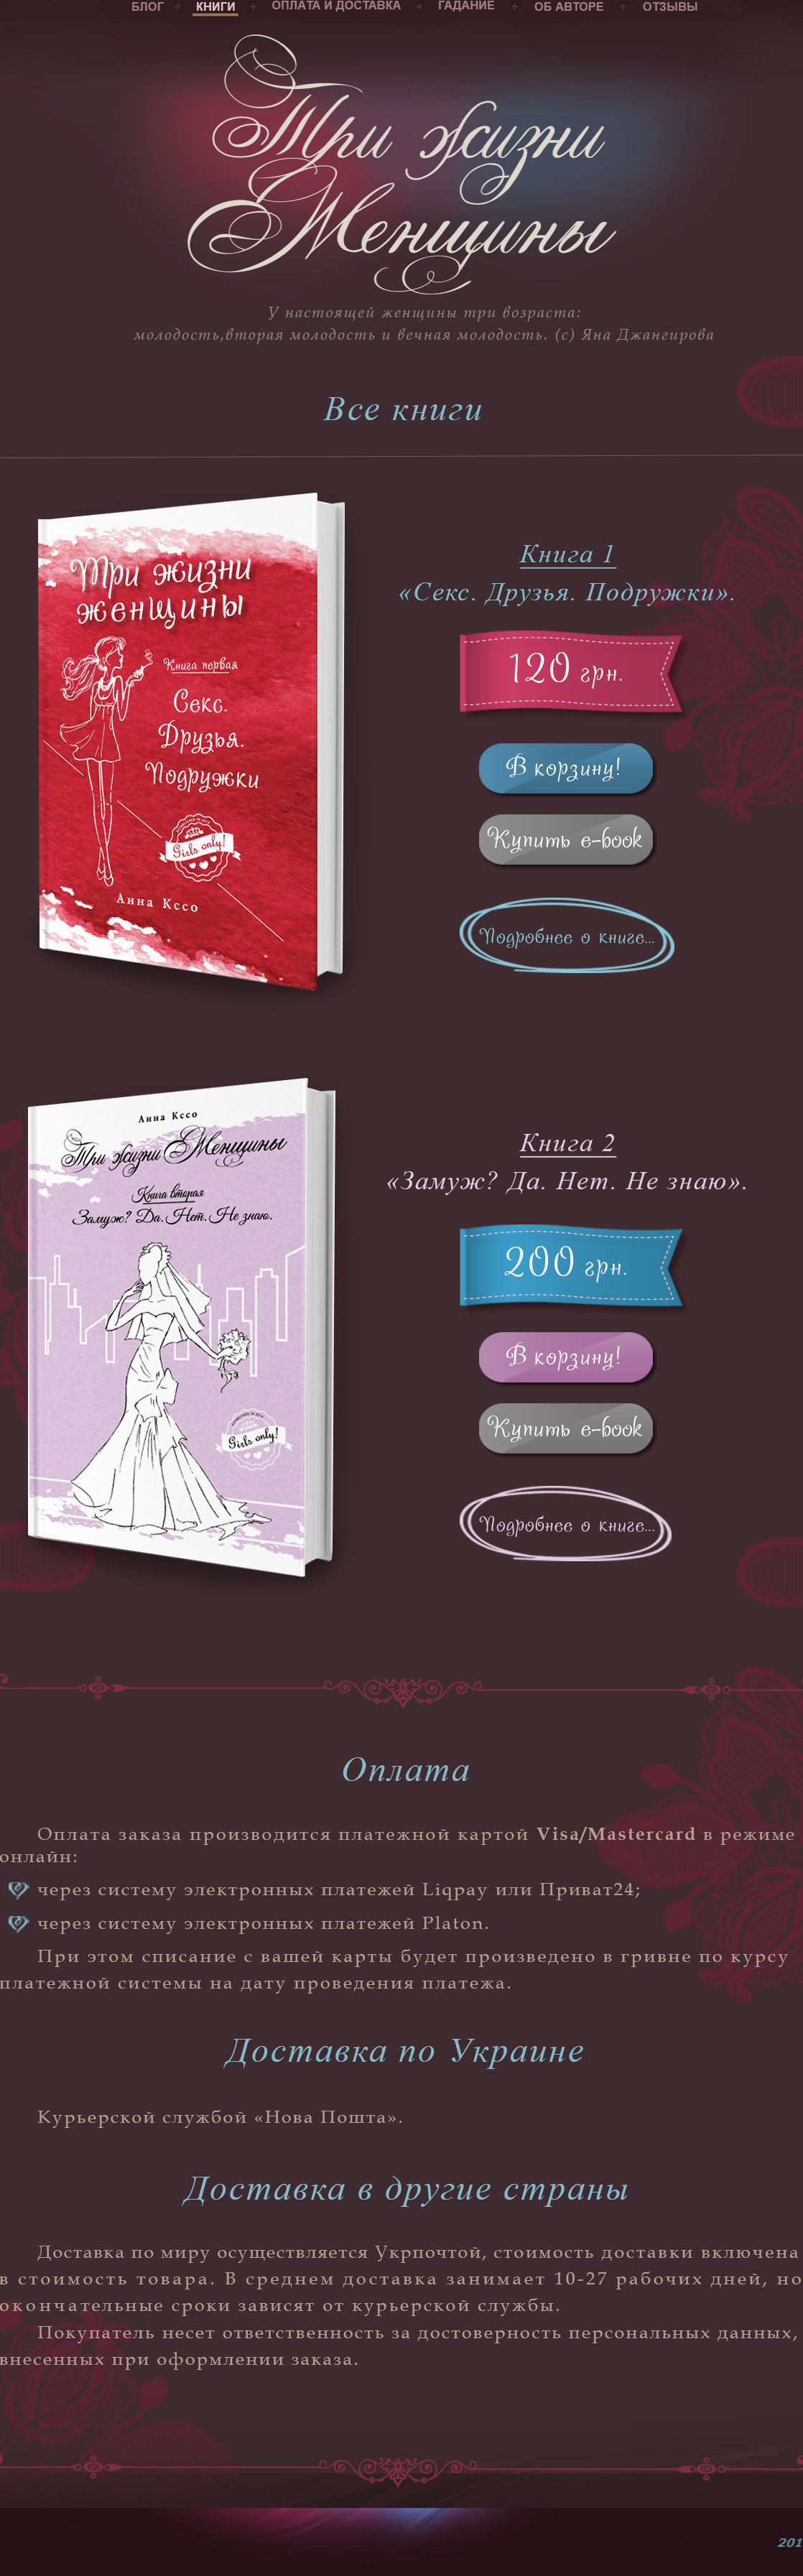 БЛОГ КНИГИ ОПЛАТА И ДОСТАВКА ГАДАНИЕ ОБ АВТОРЕ ОТЗЫВЫ
Три жизни
Женщины
У настоящей женщины три возраста:
молодость,вторая молодость и вечная молодость. (с) Яна Джангирова
Все книги
Три жизни
женщины
Книга первая
Секс.
Друзья.
Подружки
Girls only!
Анна Кссо
Книга 1
«Секс. Друзья. Подружки».
120 грн.
В корзину!
Купить e-book
Подробнее о книге...
Анна Кссо
Три жизни Женщины
Книга вторая
Замуж? Да. Нет. Не знаю.
Girls only!
Книга 2
«Замуж? Да. Нет. Не знаю».
200 грн.
В корзину!
Купить e-book
Подробнее о книге...
Оплата
Оплата заказа производится платежной картой Visa/Mastercard в режиме
онлайн:
через систему электронных платежей Liqpay или Приват24;
через систему электронных платежей Platon.
При этом списание с вашей карты будет произведено в гривне по курсу
платежной системы на дату проведения платежа.
Доставка по Украине
Курьерской службой «Нова Пошта».
Доставка в другие страны
Доставка по миру осуществляется Укрпочтой, стоимость доставки включена
в стоимость товара. В среднем доставка занимает 10-27 рабочих дней, но
окончательные сроки зависят от курьерской службы.
Покупатель несет ответственность за достоверность персональных данных,
внесенных при оформлении заказа.
201